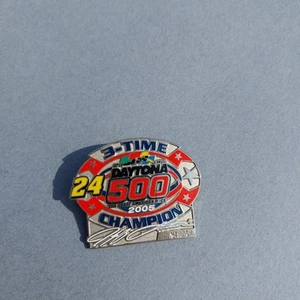 3-TIME
DAYTONA
24
500
2005
CHAMPION